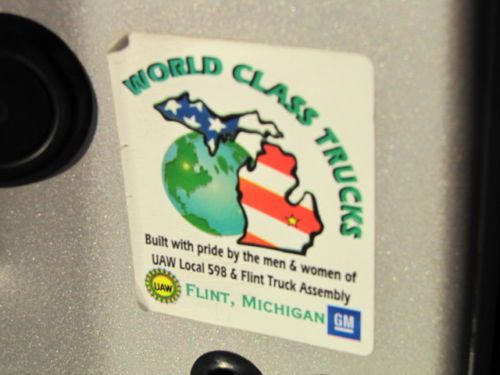 WORLD CLASS TRUCKS
Built with pride by the men & women of
UAW Local 598 & Flint Truck Assembly
UAW
FLINT, MICHIGAN
GM